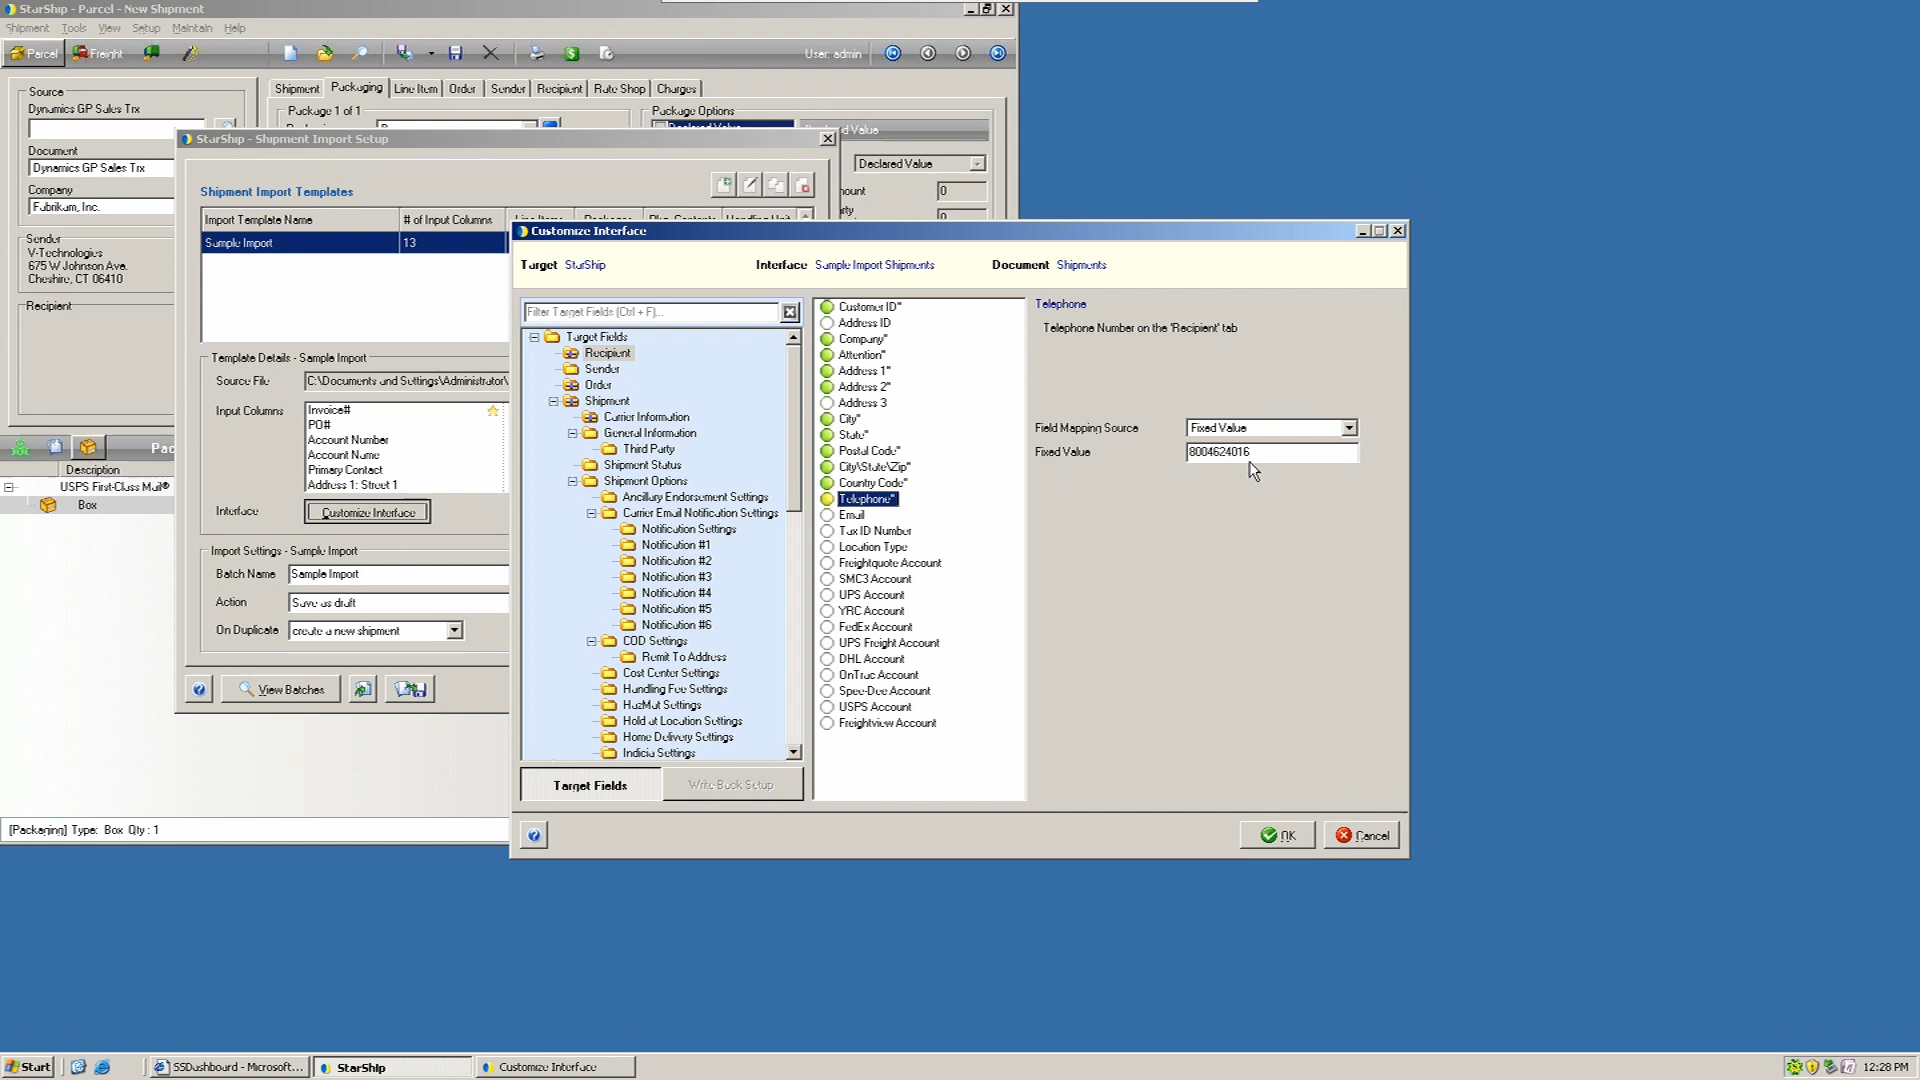 StarShip - Parcel - New Shipment
Shipment Tools View Setup Maintain Help
Parcel Freight User: admin
Source
Dynamics GP Sales Trx
Document
Dynamics GP Sales Trx
Company
Fabrikam, Inc.
Sender
V-Technologies
675 W Johnson Ave.
Cheshire, CT 06410
Recipient
Shipment Packaging Line Item Order Sender Recipient Rate Shop Charges
Package 1 of 1
Package Options
Declared Value
Declared Value
0
Description
USPS First-Class Mail®
Box
[Packaging] Type: Box Qty : 1
StarShip - Shipment Import Setup
Shipment Import Templates
Import Template Name # of Input Columns
Sample Import 13
Template Details - Sample Import
Source File C:\Documents and Settings\Administrator\
Input Columns
Invoice#
PO#
Account Number
Account Name
Primary Contact
Address 1: Street 1
Interface Customize Interface
Import Settings - Sample Import
Batch Name Sample Import
Action Save as draft
On Duplicate create a new shipment
View Batches
Customize Interface
Target StarShip Interface Sample Import Shipments Document Shipments
Filter Target Fields (Ctrl + F)...
Target Fields
Recipient
Sender
Order
Shipment
Carrier Information
General Information
Third Party
Shipment Status
Shipment Options
Ancillary Endorsement Settings
Carrier Email Notification Settings
Notification Settings
Notification #1
Notification #2
Notification #3
Notification #4
Notification #5
Notification #6
COD Settings
Remit To Address
Cost Center Settings
Handling Fee Settings
HazMat Settings
Hold at Location Settings
Home Delivery Settings
Indicia Settings
Target Fields Write-Back Setup
Customer ID*
Address ID
Company*
Attention*
Address 1*
Address 2*
Address 3
City*
State*
Postal Code*
City\State\Zip*
Country Code*
Telephone*
Email
Tax ID Number
Location Type
Freightquote Account
SMC3 Account
UPS Account
YRC Account
FedEx Account
UPS Freight Account
DHL Account
OnTrac Account
Spee-Dee Account
USPS Account
Freightview Account
Telephone
Telephone Number on the 'Recipient' tab
Field Mapping Source Fixed Value
Fixed Value 8004624016
OK Cancel
Start SSDashboard - Microsoft... StarShip Customize Interface 12:28 PM